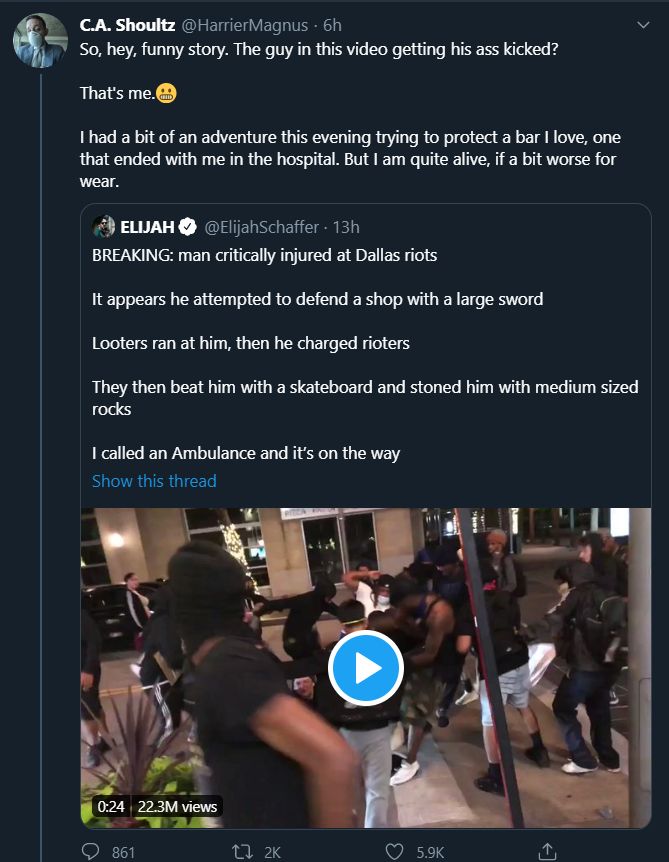 C.A. Shoultz @HarrierMagnus · 6h
So, hey, funny story. The guy in this video getting his ass kicked?
That's me.😬
I had a bit of an adventure this evening trying to protect a bar I love, one
that ended with me in the hospital. But I am quite alive, if a bit worse for
wear.
ELIJAH @ElijahSchaffer · 13h
BREAKING: man critically injured at Dallas riots
It appears he attempted to defend a shop with a large sword
Looters ran at him, then he charged rioters
They then beat him with a skateboard and stoned him with medium sized
rocks
I called an Ambulance and it's on the way
Show this thread
0:24 22.3M views
861 2K 5.9K